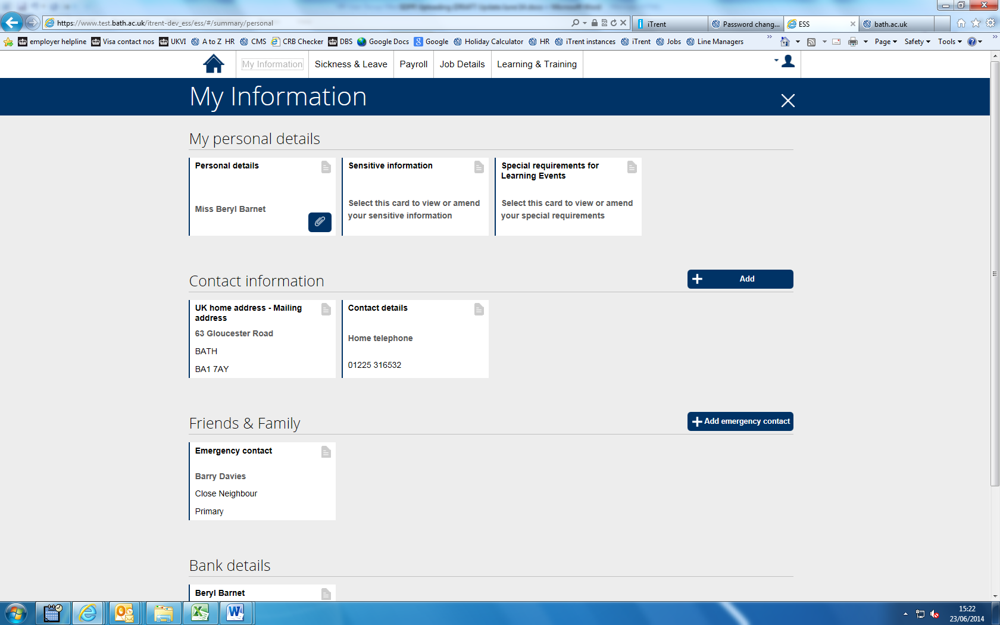 https://www.test.bath.ac.uk/itrent-dev_ess/ess/#/summary/personal
iTrent
Password chang...
ESS
bath.ac.uk
employer helpline
Visa contact nos
UKVI
A to Z HR
CMS
CRB Checker
DBS
Google Docs
Google
Holiday Calculator
HR
iTrent instances
iTrent
Jobs
Line Managers
Page
Safety
Tools
My Information
Sickness & Leave
Payroll
Job Details
Learning & Training
My Information
My personal details
Personal details
Miss Beryl Barnet
Sensitive information
Select this card to view or amend
your sensitive information
Special requirements for
Learning Events
Select this card to view or amend
your special requirements
Contact information
Add
UK home address - Mailing
address
63 Gloucester Road
BATH
BA1 7AY
Contact details
Home telephone
01225 316532
Friends & Family
Add emergency contact
Emergency contact
Barry Davies
Close Neighbour
Primary
Bank details
Beryl Barnet
15:22
23/06/2014